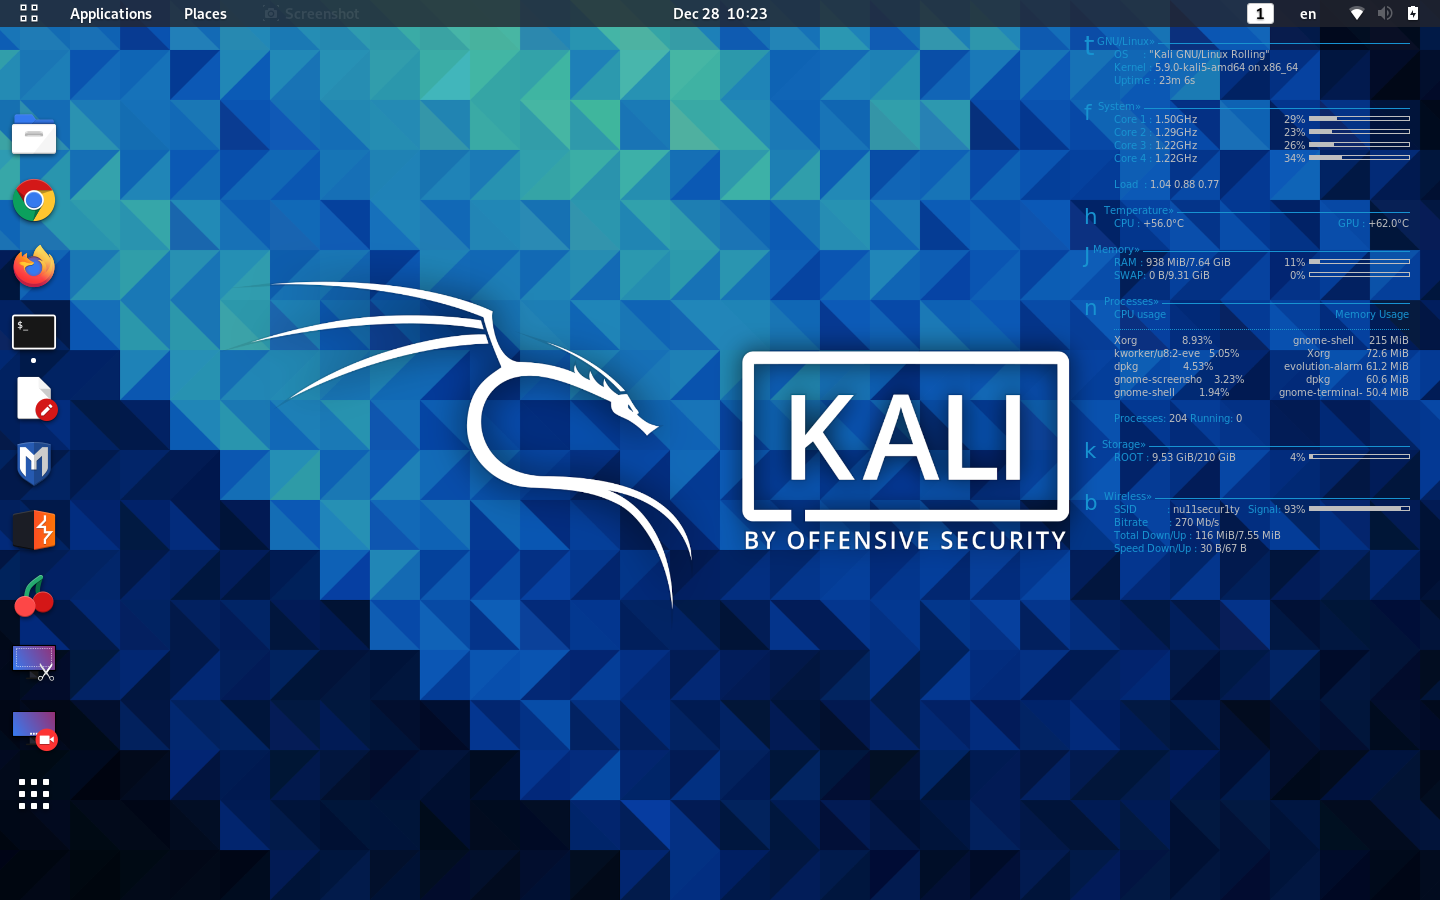 Applications Places Screenshot Dec 28 10:23 1 en
GNU/Linux»
OS : "Kali GNU/Linux Rolling"
Kernel : 5.9.0-kali5-amd64 on x86_64
Uptime : 23m 6s
System»
Core 1 : 1.50GHz 29%
Core 2 : 1.29GHz 23%
Core 3 : 1.22GHz 26%
Core 4 : 1.22GHz 34%
Load : 1.04 0.88 0.77
Temperature»
CPU : +56.0°C GPU : +62.0°C
Memory»
RAM : 938 MiB/7.64 GiB 11%
SWAP: 0 B/9.31 GiB 0%
Processes»
CPU usage Memory Usage
Xorg 8.93% gnome-shell 215 MiB
kworker/u8:2-eve 5.05% Xorg 72.6 MiB
dpkg 4.53% evolution-alarm 61.2 MiB
gnome-screensho 3.23% dpkg 60.6 MiB
gnome-shell 1.94% gnome-terminal- 50.4 MiB
Processes: 204 Running: 0
Storage»
ROOT : 9.53 GiB/210 GiB 4%
Wireless»
SSID : nu11secur1ty Signal: 93%
Bitrate : 270 Mb/s
Total Down/Up : 116 MiB/7.55 MiB
Speed Down/Up : 30 B/67 B
$_
M
KALI
BY OFFENSIVE SECURITY